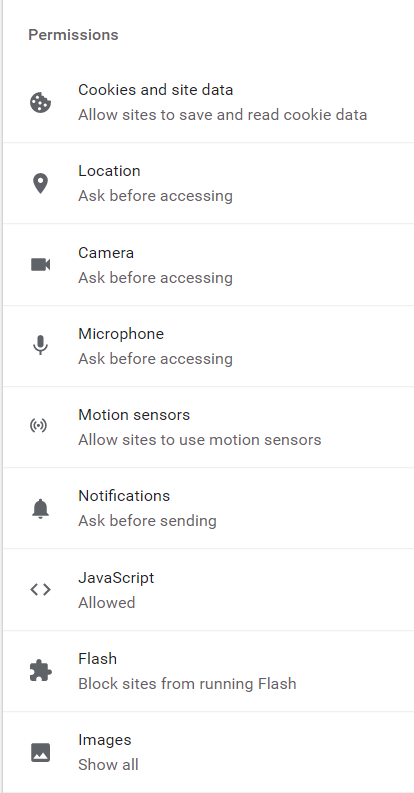 Permissions
Cookies and site data
Allow sites to save and read cookie data
Location
Ask before accessing
Camera
Ask before accessing
Microphone
Ask before accessing
Motion sensors
Allow sites to use motion sensors
Notifications
Ask before sending
JavaScript
Allowed
Flash
Block sites from running Flash
Images
Show all